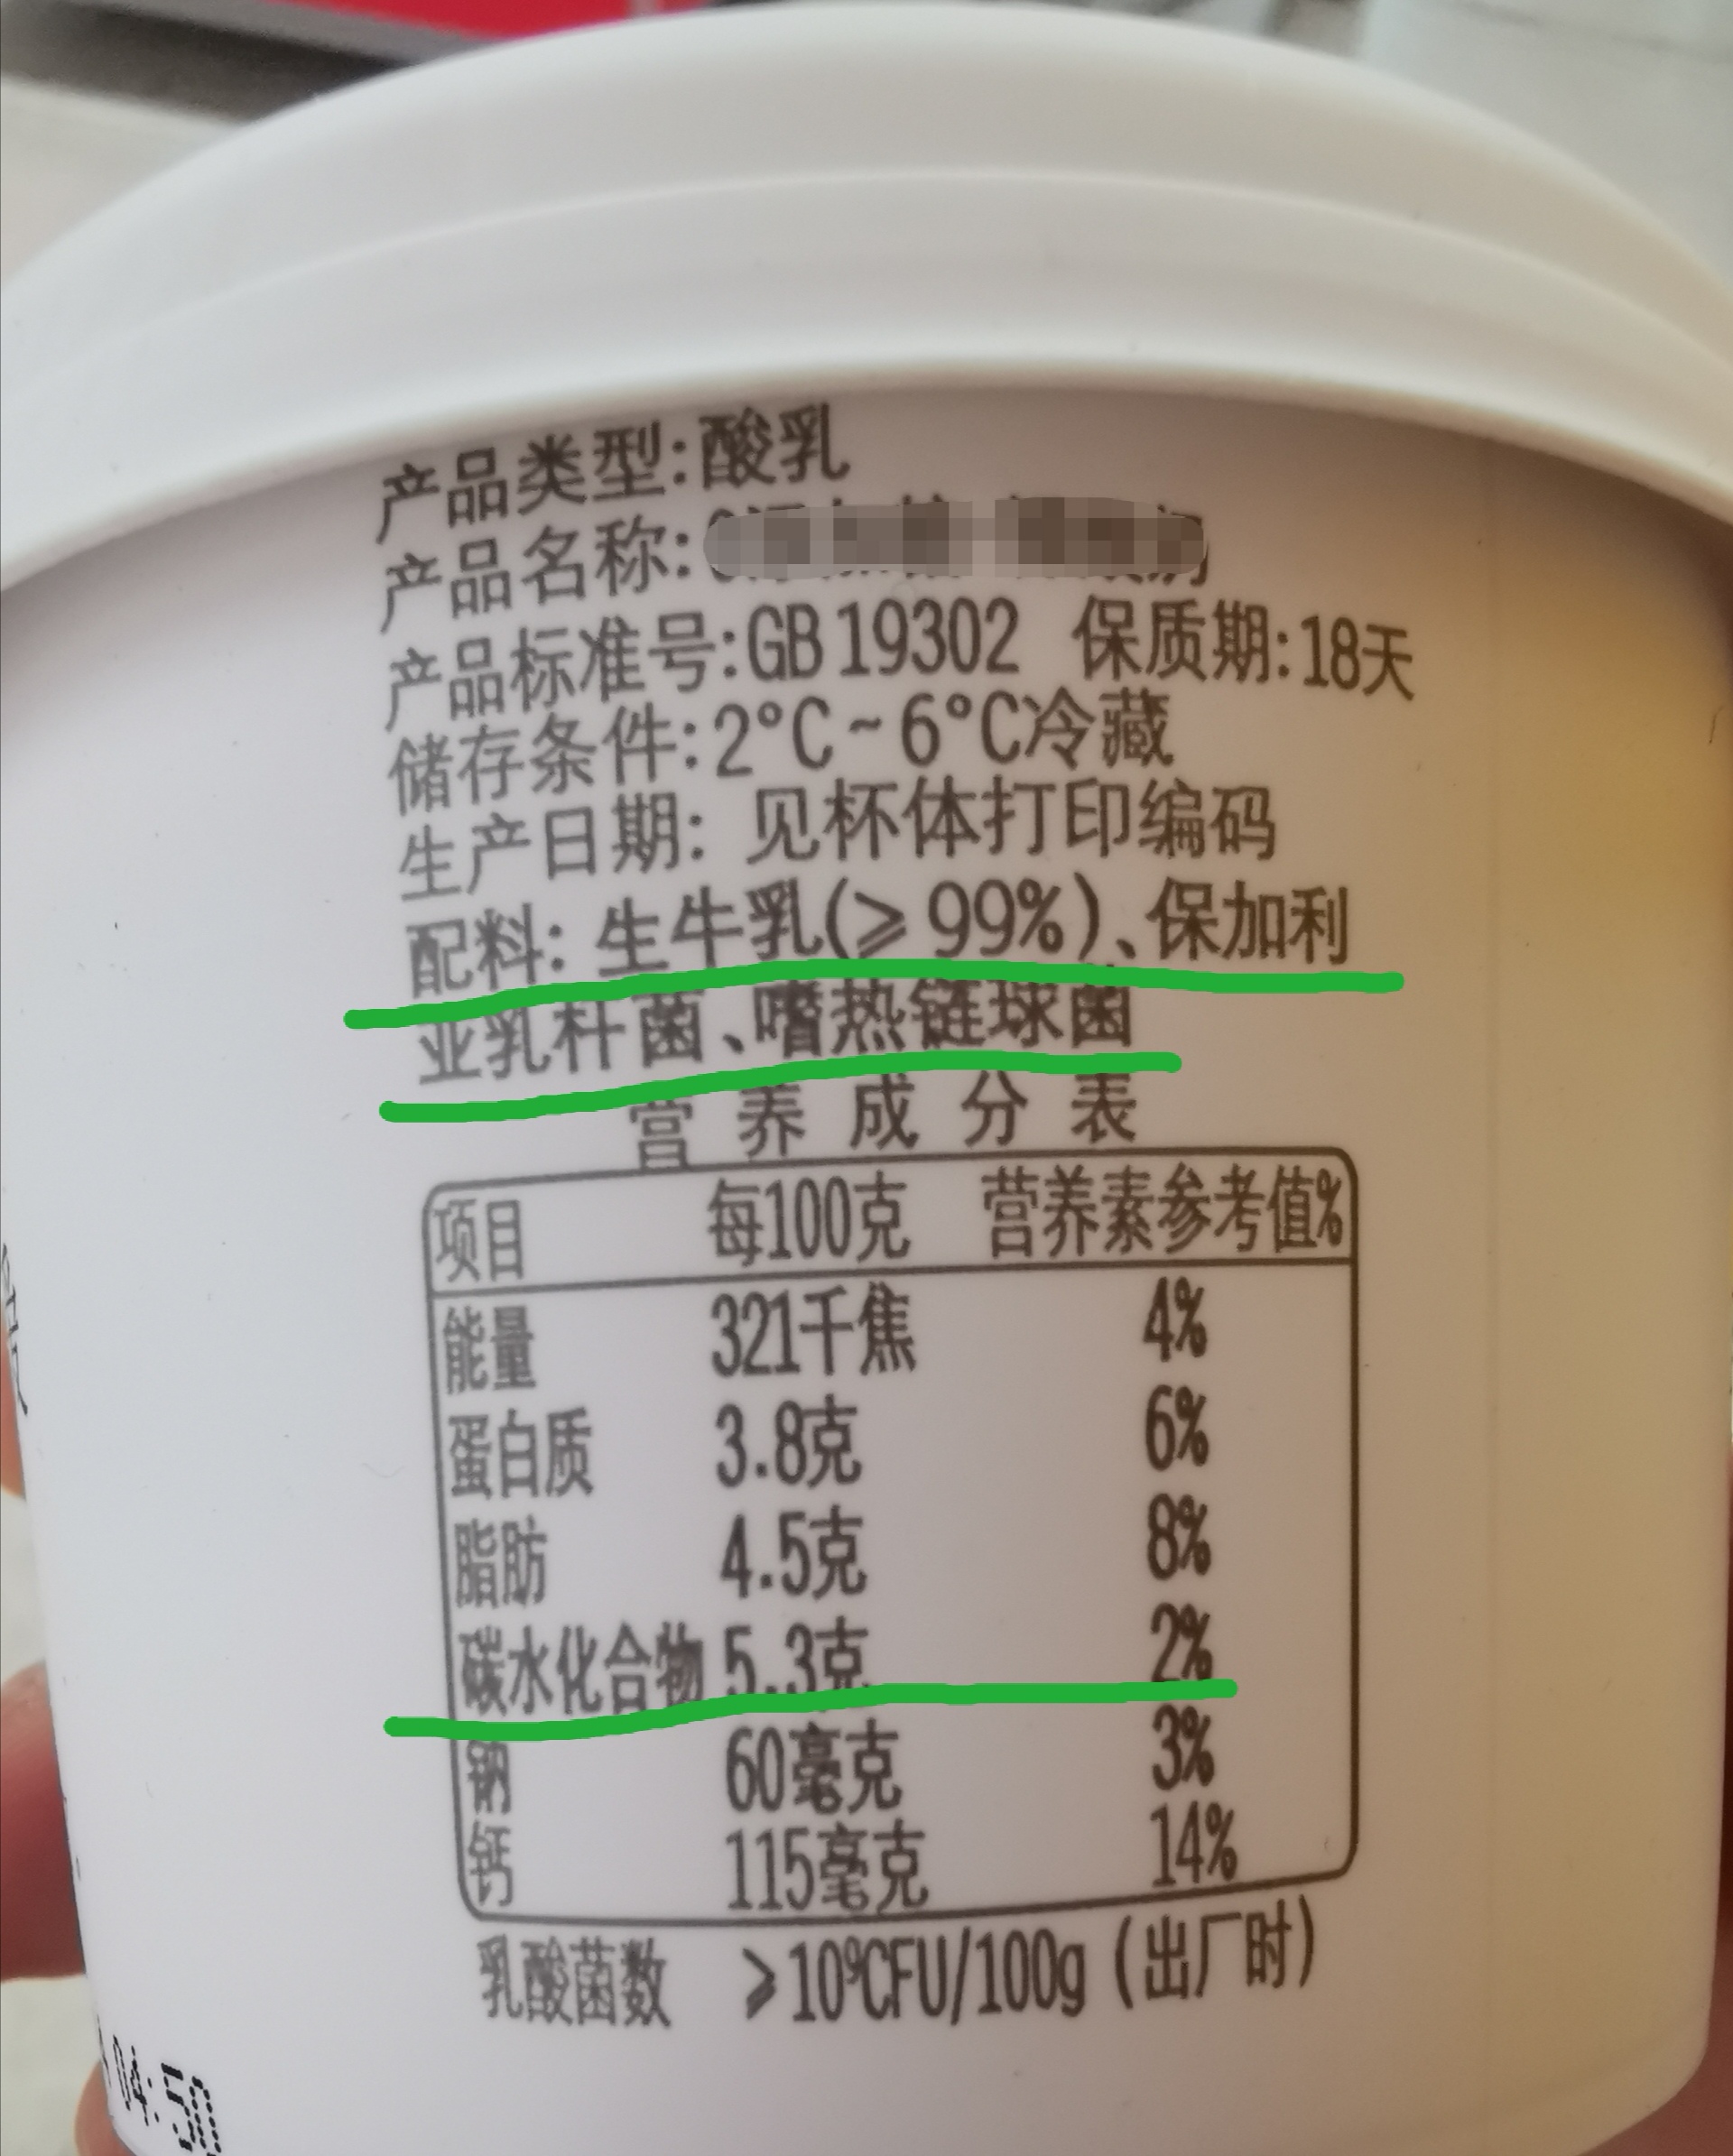 产品类型:酸乳
产品名称:
产品标准号:GB 19302 保质期:18天
储存条件:2°C~6°C冷藏
生产日期: 见杯体打印编码
配料: 生牛乳(≥99%)、保加利
亚乳杆菌、嗜热链球菌
营养成分表
项目 每100克 营养素参考值%
能量 321千焦 4%
蛋白质 3.8克 6%
脂肪 4.5克 8%
碳水化合物 5.3克 2%
钠 60毫克 3%
钙 115毫克 14%
乳酸菌数 ≥10⁹CFU/100g(出厂时)
04:50